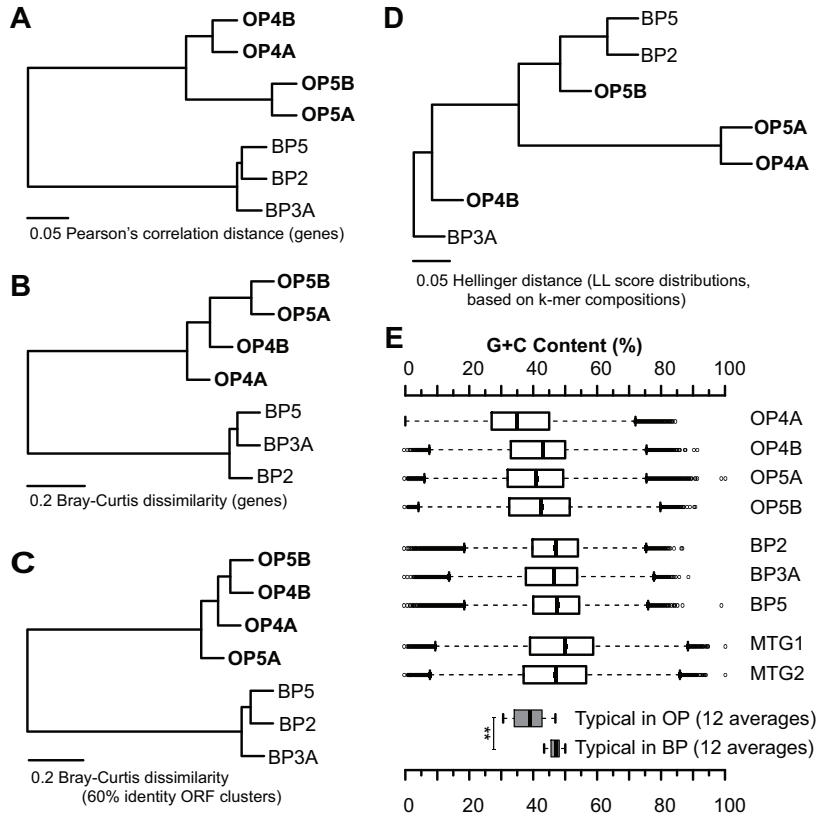 A
OP4B
OP4A
OP5B
OP5A
BP5
BP2
BP3A
0.05 Pearson's correlation distance (genes)
B
OP5B
OP5A
OP4B
OP4A
BP5
BP3A
BP2
0.2 Bray-Curtis dissimilarity (genes)
C
OP5B
OP4B
OP4A
OP5A
BP5
BP2
BP3A
0.2 Bray-Curtis dissimilarity
(60% identity ORF clusters)
D
BP5
BP2
OP5B
OP5A
OP4A
OP4B
BP3A
0.05 Hellinger distance (LL score distributions,
based on k-mer compositions)
E
G+C Content (%)
0 20 40 60 80 100
OP4A
OP4B
OP5A
OP5B
BP2
BP3A
BP5
MTG1
MTG2
Typical in OP (12 averages)
**
Typical in BP (12 averages)
0 20 40 60 80 100